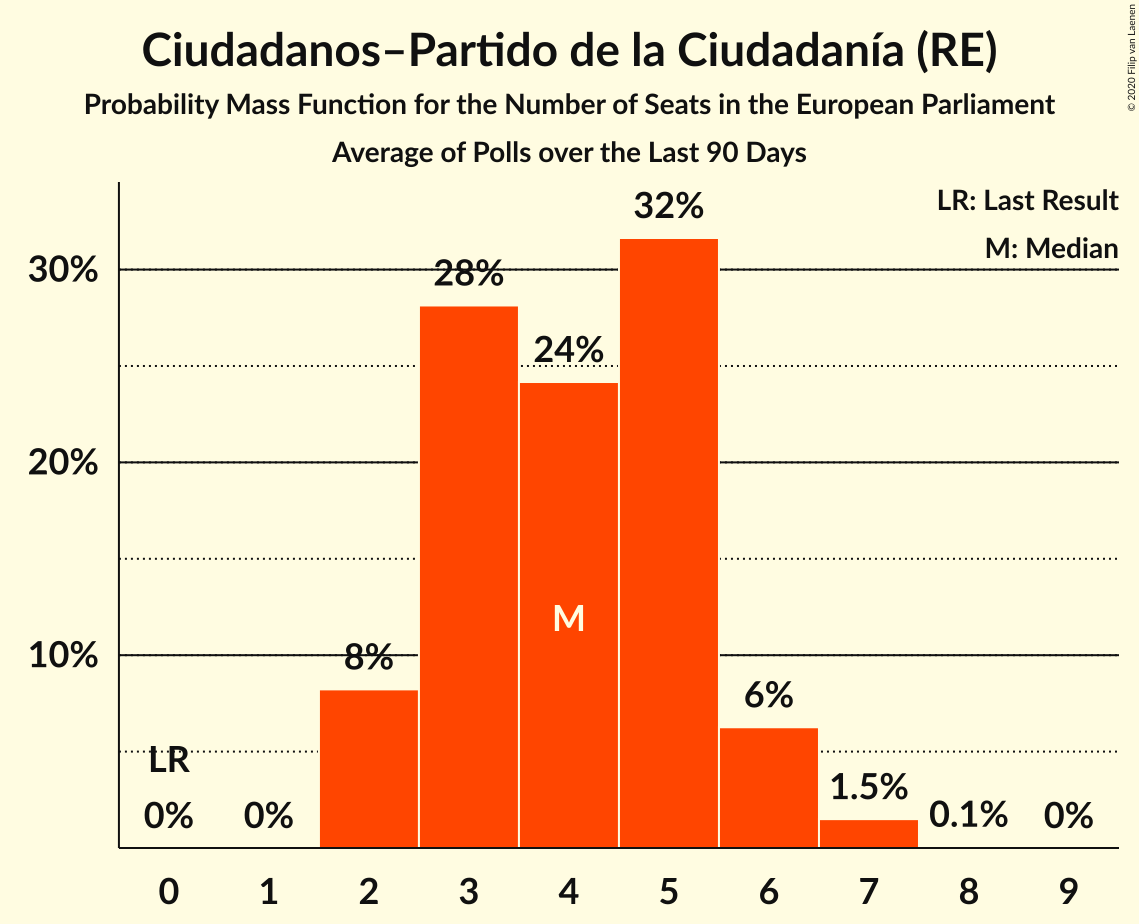 Ciudadanos–Partido de la Ciudadanía (RE)
Probability Mass Function for the Number of Seats in the European Parliament
Average of Polls over the Last 90 Days
© 2020 Filip van Laenen
LR: Last Result
M: Median
30%
20%
10%
LR
0%
0%
8%
28%
24%
32%
6%
1.5%
0.1%
0%
M
0 1 2 3 4 5 6 7 8 9